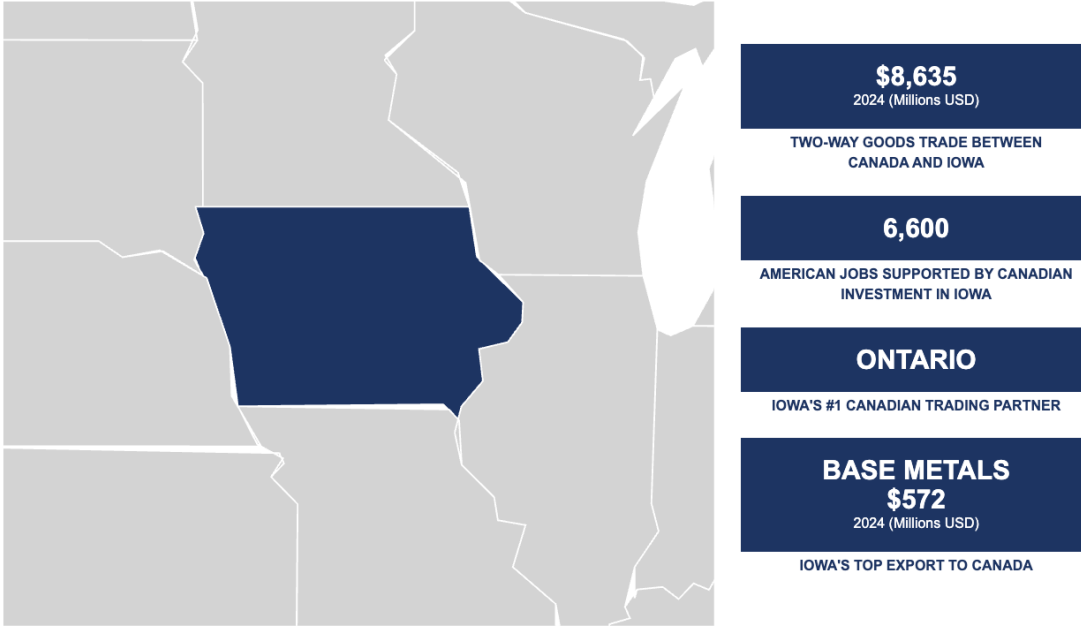 $8,635
2024 (Millions USD)
TWO-WAY GOODS TRADE BETWEEN
CANADA AND IOWA
6,600
AMERICAN JOBS SUPPORTED BY CANADIAN
INVESTMENT IN IOWA
ONTARIO
IOWA'S #1 CANADIAN TRADING PARTNER
BASE METALS
$572
2024 (Millions USD)
IOWA'S TOP EXPORT TO CANADA